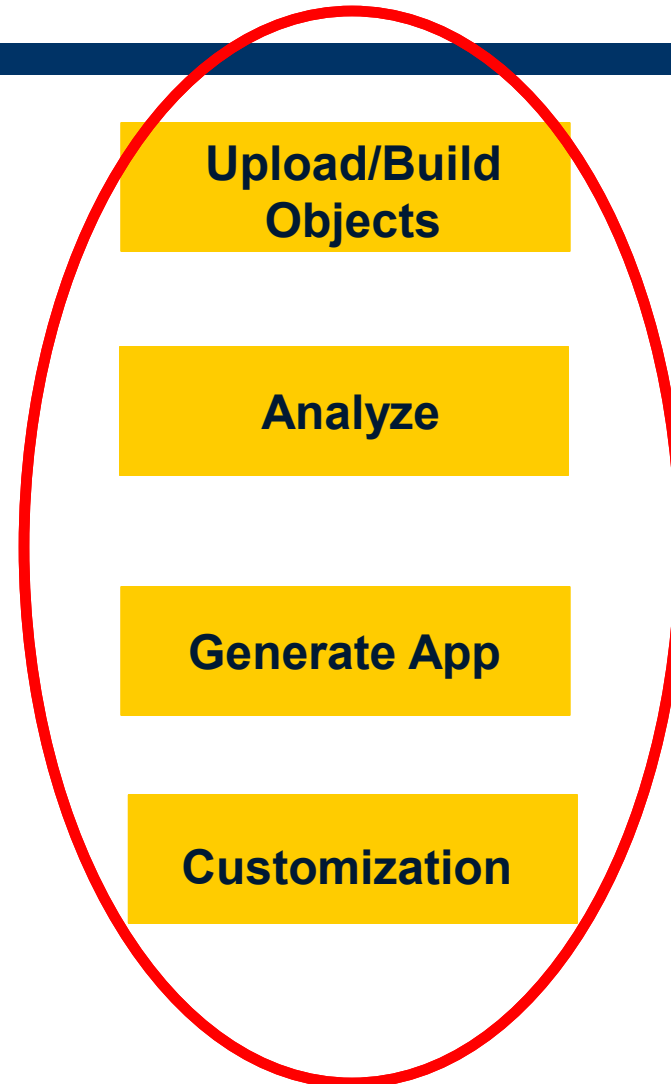 Upload/Build
Objects
Analyze
Generate App
Customization